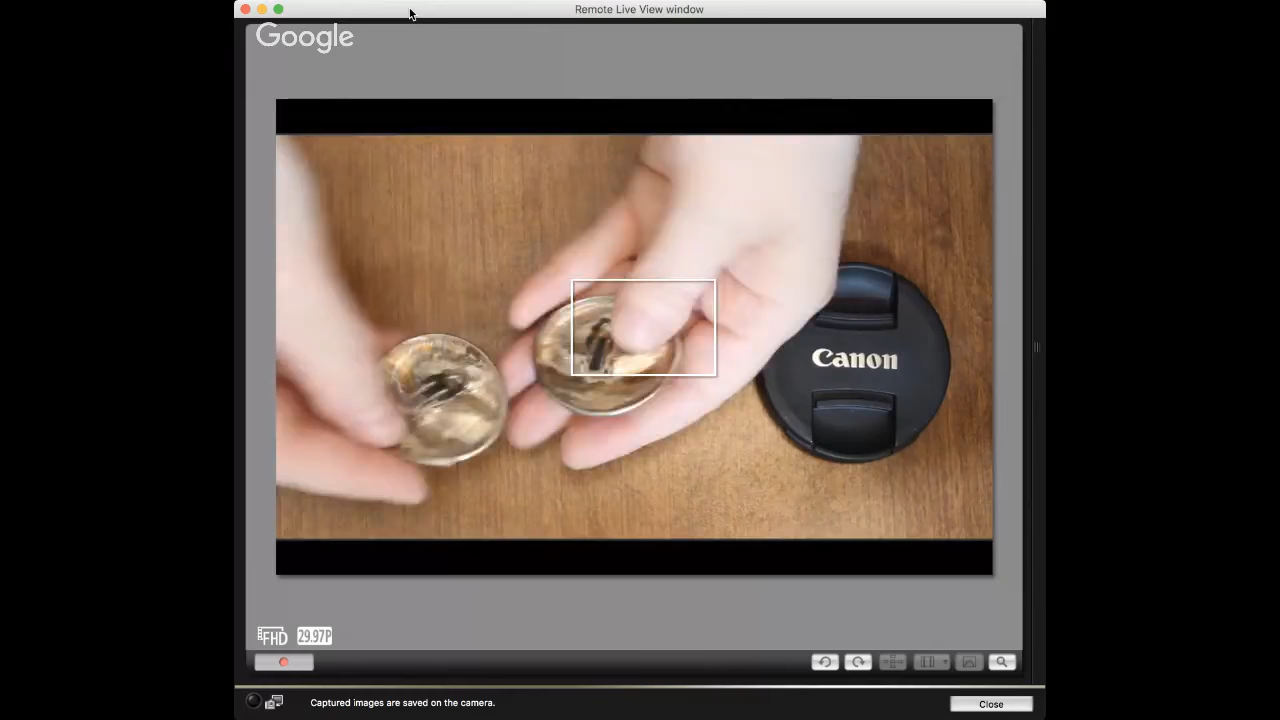 Remote Live View window
Google
Canon
FHD 29.97P
Captured images are saved on the camera.
Close